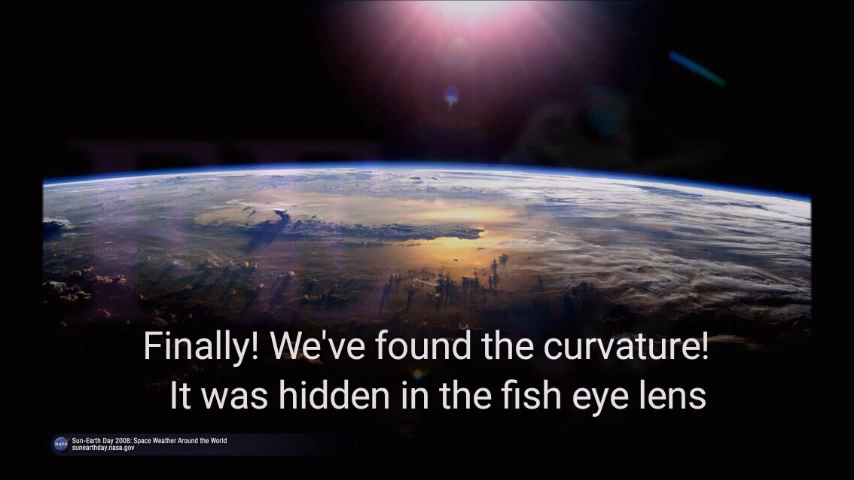 Finally! We've found the curvature!
It was hidden in the fish eye lens
NASA
Sun-Earth Day 2008: Space Weather Around the World
sunearthday.nasa.gov